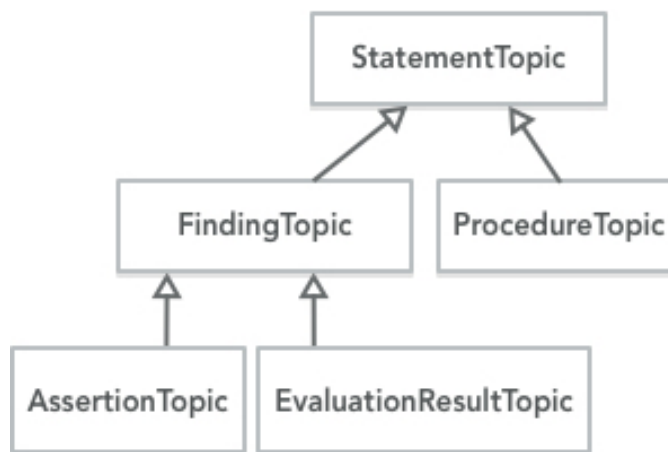 StatementTopic
FindingTopic
ProcedureTopic
AssertionTopic
EvaluationResultTopic